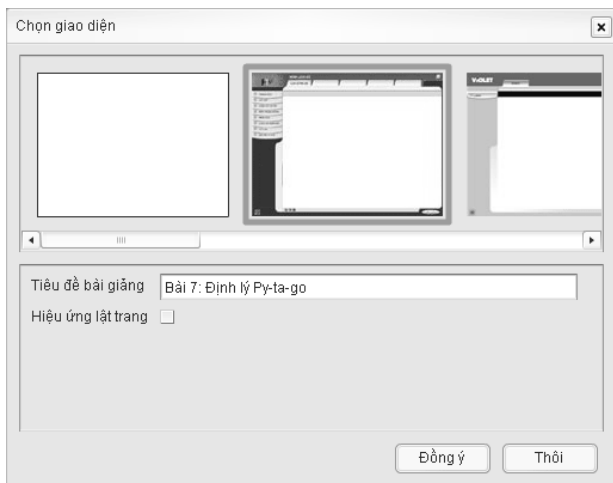 Chọn giao diện
ViOLET
Tiêu đề bài giảng
Bài 7: Định lý Py-ta-go
Hiệu ứng lật trang
Đồng ý
Thôi